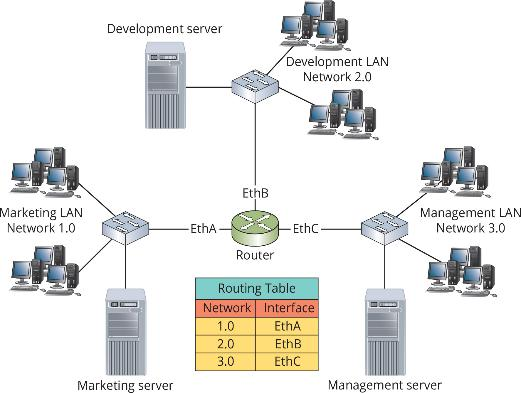 Development server
Development LAN
Network 2.0
EthB
Marketing LAN
Network 1.0
EthA
EthC
Management LAN
Network 3.0
Router
Routing Table
Network Interface
1.0 EthA
2.0 EthB
3.0 EthC
Marketing server
Management server